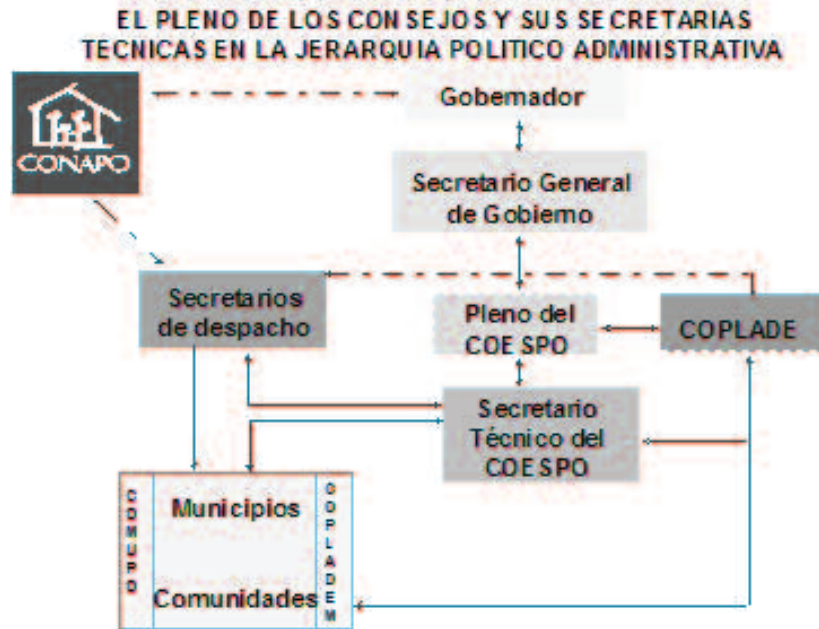 EL PLENO DE LOS CONSEJOS Y SUS SECRETARIAS
TECNICAS EN LA JERARQUIA POLITICO ADMINISTRATIVA
CONAPO
Gobernador
Secretario General
de Gobierno
Secretarios
de despacho
Pleno del
COESPO
COPLADE
Secretario
Técnico del
COESPO
COMUPO
Municipios
Comunidades
COPLADEM